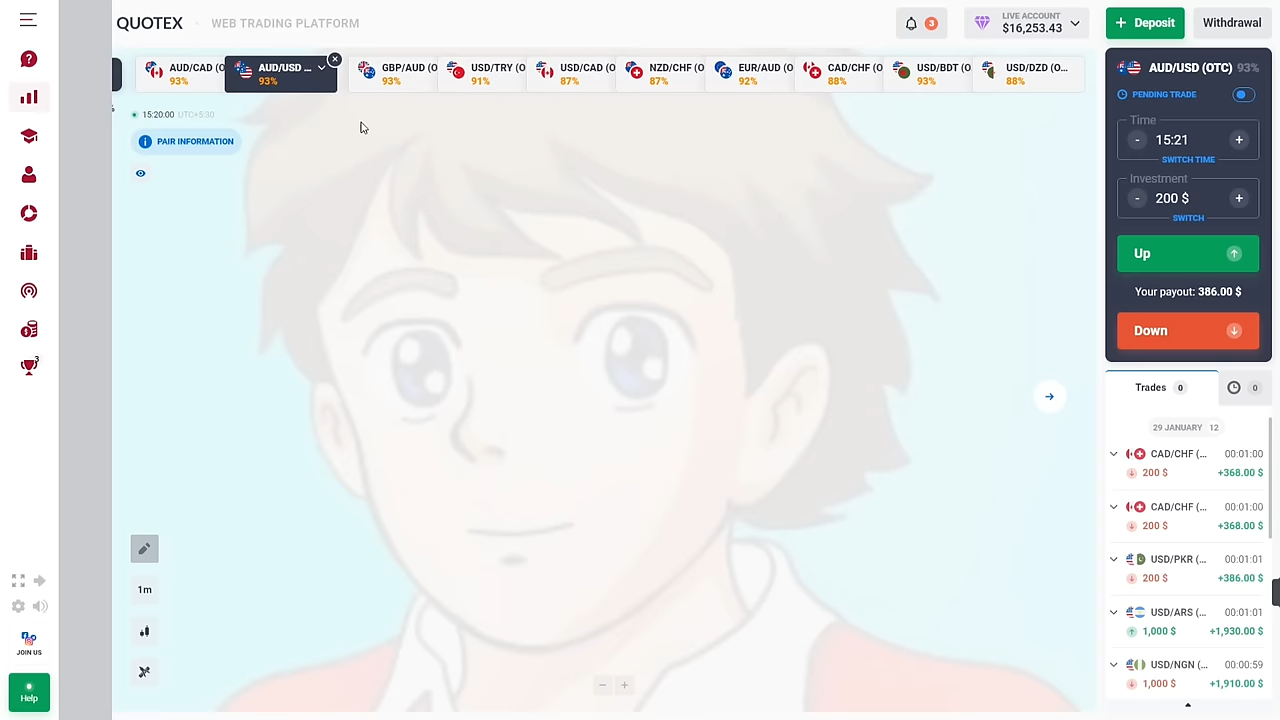 QUOTEX
WEB TRADING PLATFORM
3
LIVE ACCOUNT
$16,253.43
+ Deposit
Withdrawal
AUD/CAD (O
93%
AUD/USD ...
93%
GBP/AUD (O
93%
USD/TRY (O
91%
USD/CAD (O
87%
NZD/CHF (O
87%
EUR/AUD (O
92%
CAD/CHF (O
88%
USD/BDT (O
93%
USD/DZD (O...
88%
15:20:00 UTC+5:30
PAIR INFORMATION
AUD/USD (OTC) 93%
PENDING TRADE
Time
- 15:21 +
SWITCH TIME
Investment
- 200 $ +
SWITCH
Up
Your payout: 386.00 $
Down
Trades 0
0
29 JANUARY 12
CAD/CHF (... 00:01:00
200 $ +368.00 $
CAD/CHF (... 00:01:00
200 $ +368.00 $
USD/PKR (... 00:01:01
200 $ +386.00 $
USD/ARS (... 00:01:01
1,000 $ +1,930.00 $
USD/NGN (... 00:00:59
1,000 $ +1,910.00 $
1m
3
JOIN US
Help